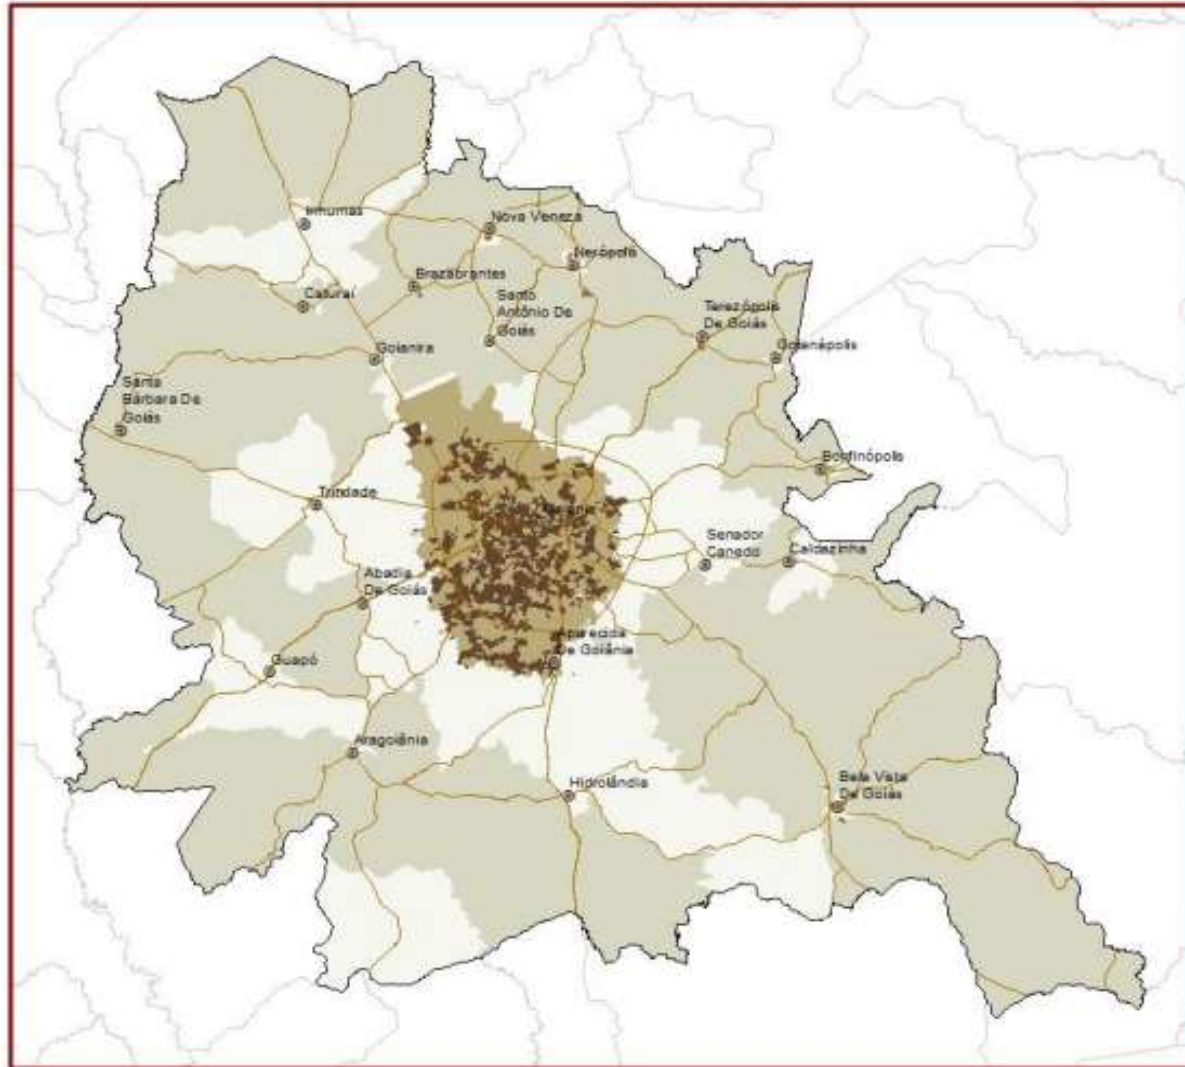 Inhumas
Nova Veneza
Nerópolis
Brazabrantes
Caturaí
Santo
Antônio De
Goiás
Terezópolis
De Goiás
Goianápolis
Goianira
Santa
Bárbara De
Goiás
Bonfinópolis
Trindade
Goiânia
Senador
Canedo
Caldazinha
Abadia
De Goiás
Aparecida
De Goiânia
Guapó
Aragoiânia
Hidrolândia
Bela Vista
De Goiás